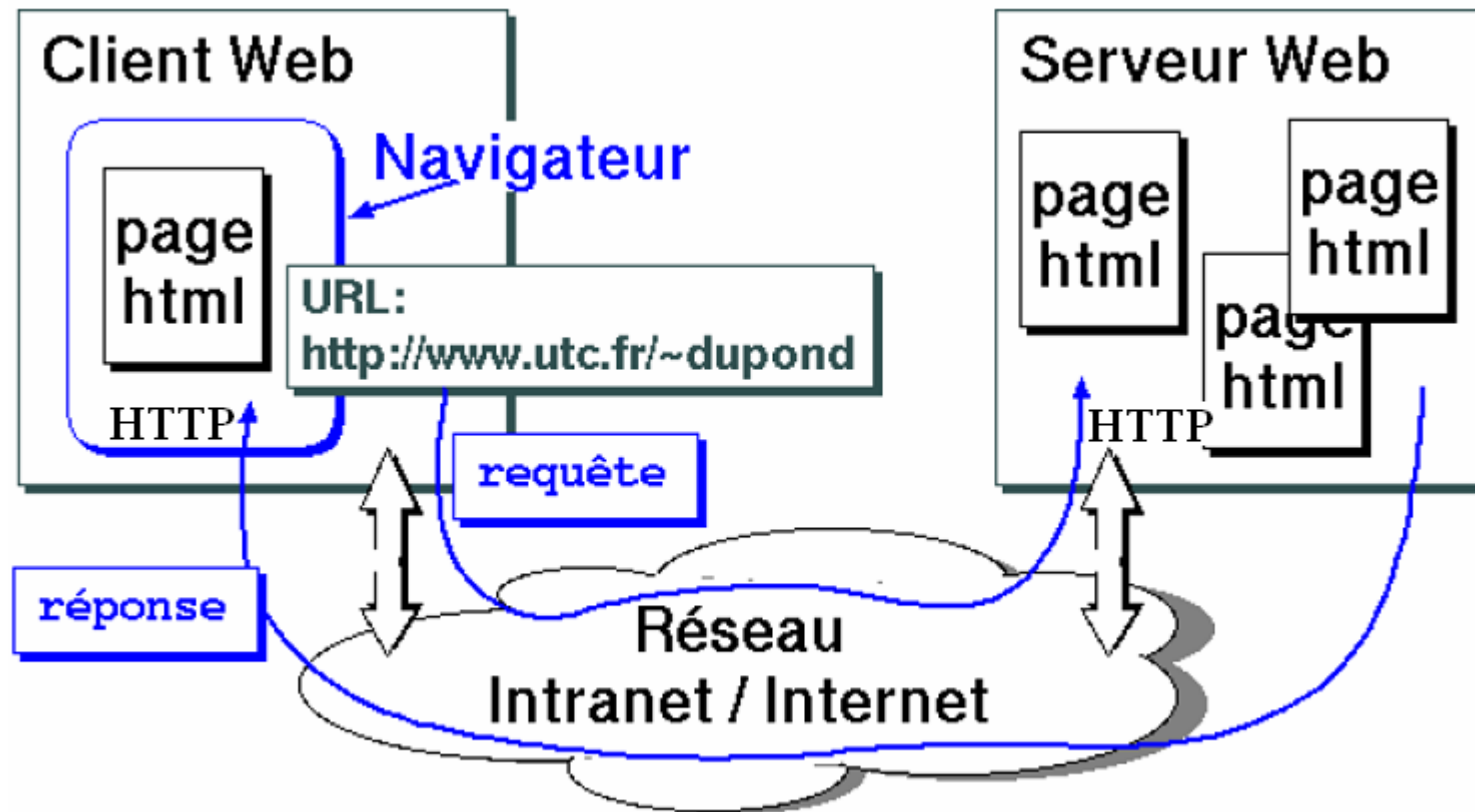 Client Web
Navigateur
page
html
URL:
http://www.utc.fr/~dupond
HTTP
requête
réponse
Réseau
Intranet / Internet
Serveur Web
page
html
page
html
page
html
HTTP